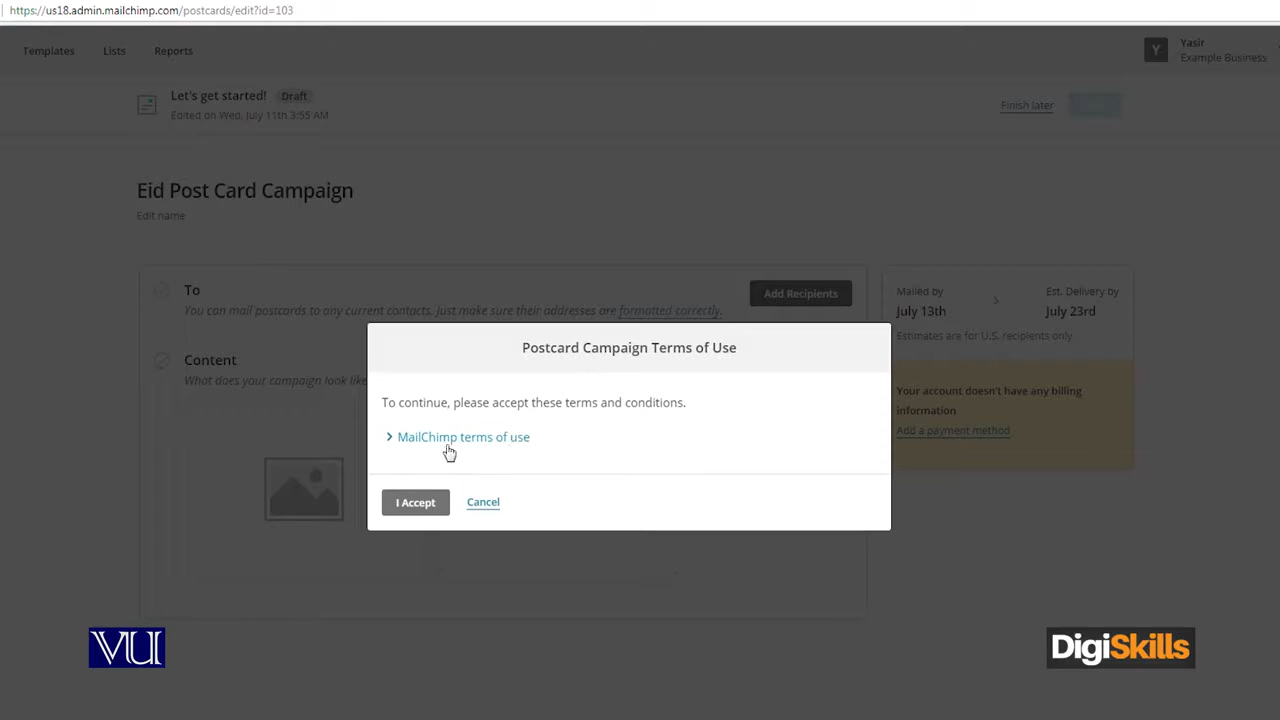 https://us18.admin.mailchimp.com/postcards/edit?id=103
Templates Lists Reports
Y
Yasir
Example Business
Let's get started! Draft
Edited on Wed, July 11th 3:55 AM
Finish later
Eid Post Card Campaign
Edit name
To
You can mail postcards to any current contacts. Just make sure their addresses are formatted correctly.
Add Recipients
Content
What does your campaign look like
Mailed by
July 13th
Est. Delivery by
July 23rd
Estimates are for U.S. recipients only
Your account doesn't have any billing
information
Add a payment method
Postcard Campaign Terms of Use
To continue, please accept these terms and conditions.
MailChimp terms of use
I Accept Cancel
VU
DigiSkills